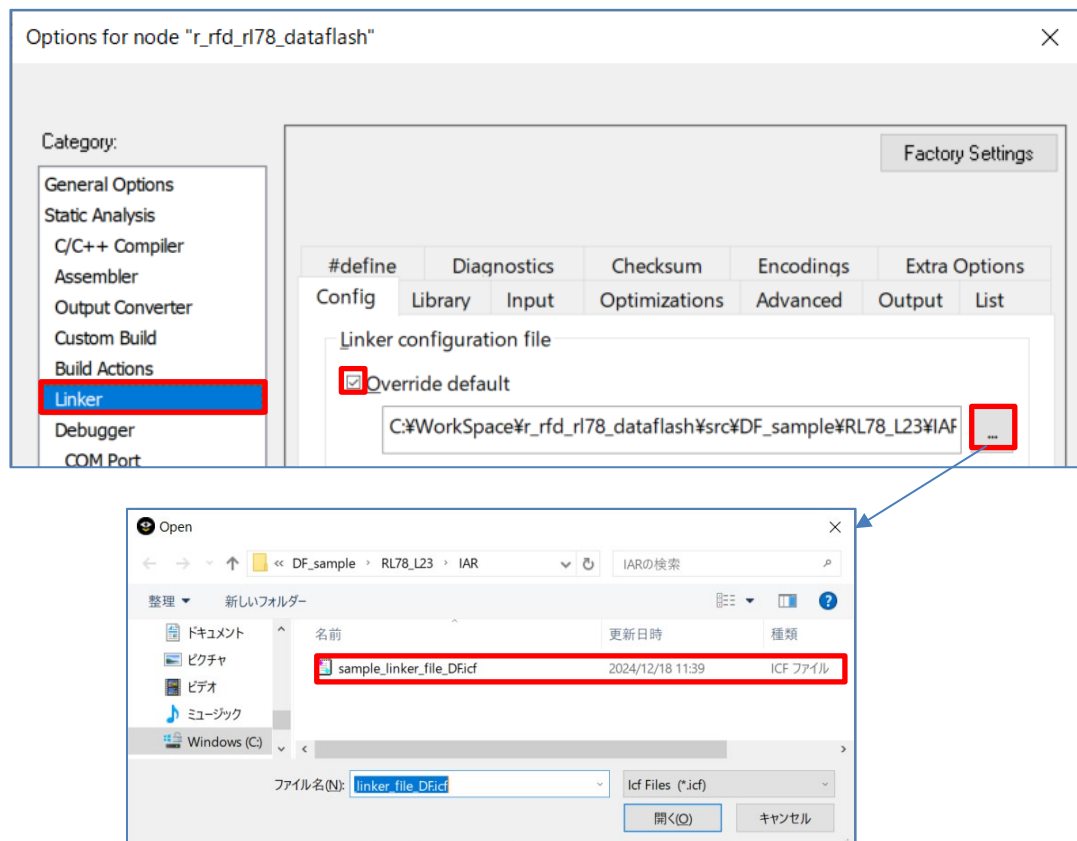 Options for node "r_rfd_rl78_dataflash"
Category:
Factory Settings
General Options
Static Analysis
C/C++ Compiler
Assembler
Output Converter
Custom Build
Build Actions
Linker
Debugger
COM Port
#define Diagnostics Checksum Encodings Extra Options
Config Library Input Optimizations Advanced Output List
Linker configuration file
Override default
C:¥WorkSpace¥r_rfd_rl78_dataflash¥src¥DF_sample¥RL78_L23¥IAF
...
Open
« DF_sample › RL78_L23 › IAR
IARの検索
整理 新しいフォルダー
ドキュメント
ピクチャ
ビデオ
ミュージック
Windows (C:)
名前 更新日時 種類
sample_linker_file_DF.icf 2024/12/18 11:39 ICF ファイル
ファイル名(N): linker_file_DF.icf Icf Files (*.icf)
開く(O) キャンセル